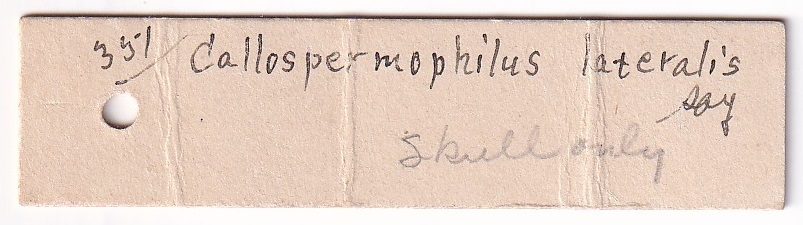 351 Callospermophilus lateralis
say
Skull only